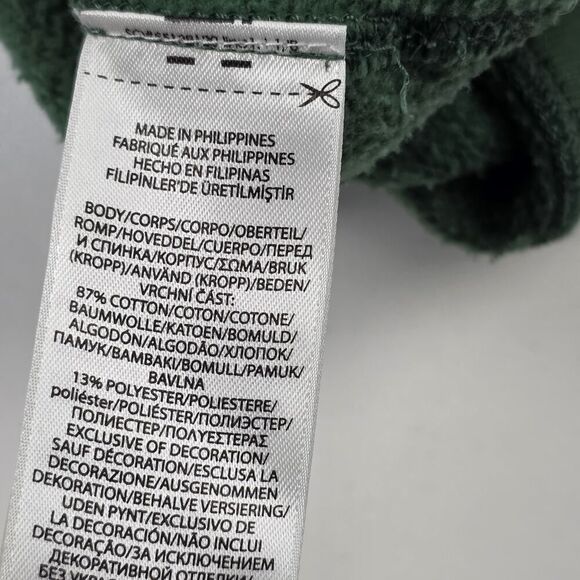 MADE IN PHILIPPINES
FABRIQUÉ AUX PHILIPPINES
HECHO EN FILIPINAS
FİLİPİNLER'DE ÜRETİLMİŞTİR
BODY/CORPS/CORPO/OBERTEIL/
ROMP/HOVEDDEL/CUERPO/ПЕРЕД
И СПИНКА/КОРПУС/ΣΩΜΑ/BRUK
(KROPP)/ANVÄND (KROPP)/BEDEN/
VRCHNÍ ČÁST:
87% COTTON/COTON/COTONE/
BAUMWOLLE/KATOEN/BOMULD/
ALGODÓN/ALGODÃO/ХЛОПОК/
ПАМУК/BAMBAKI/BOMULL/PAMUK/
BAVLNA
13% POLYESTER/POLIESTERE/
poliéster/POLIÉSTER/ПОЛИЭСТЕР/
ПОЛИЕСТЕР/ΠΟΛΥΕΣΤΕΡΑΣ
EXCLUSIVE OF DECORATION/
SAUF DÉCORATION/ESCLUSA LA
DECORAZIONE/AUSGENOMMEN
DEKORATION/BEHALVE VERSIERING/
UDEN PYNT/EXCLUSIVO DE
LA DECORACIÓN/NÃO INCLUI
DECORAÇÃO/ЗА ИСКЛЮЧЕНИЕМ
ДЕКОРАТИВНОЙ ОТДЕЛКИ/
БЕЗ